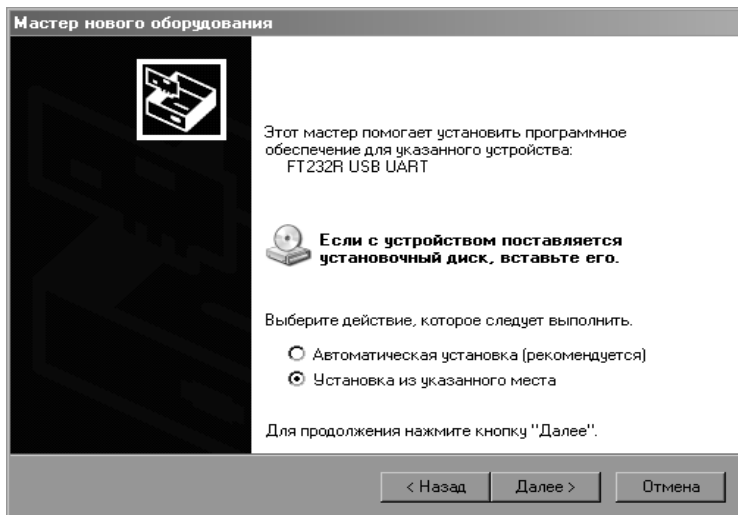 Мастер нового оборудования
Этот мастер помогает установить программное
обеспечение для указанного устройства:
FT232R USB UART
Если с устройством поставляется
установочный диск, вставьте его.
Выберите действие, которое следует выполнить.
Автоматическая установка (рекомендуется)
Установка из указанного места
Для продолжения нажмите кнопку "Далее".
< Назад Далее > Отмена